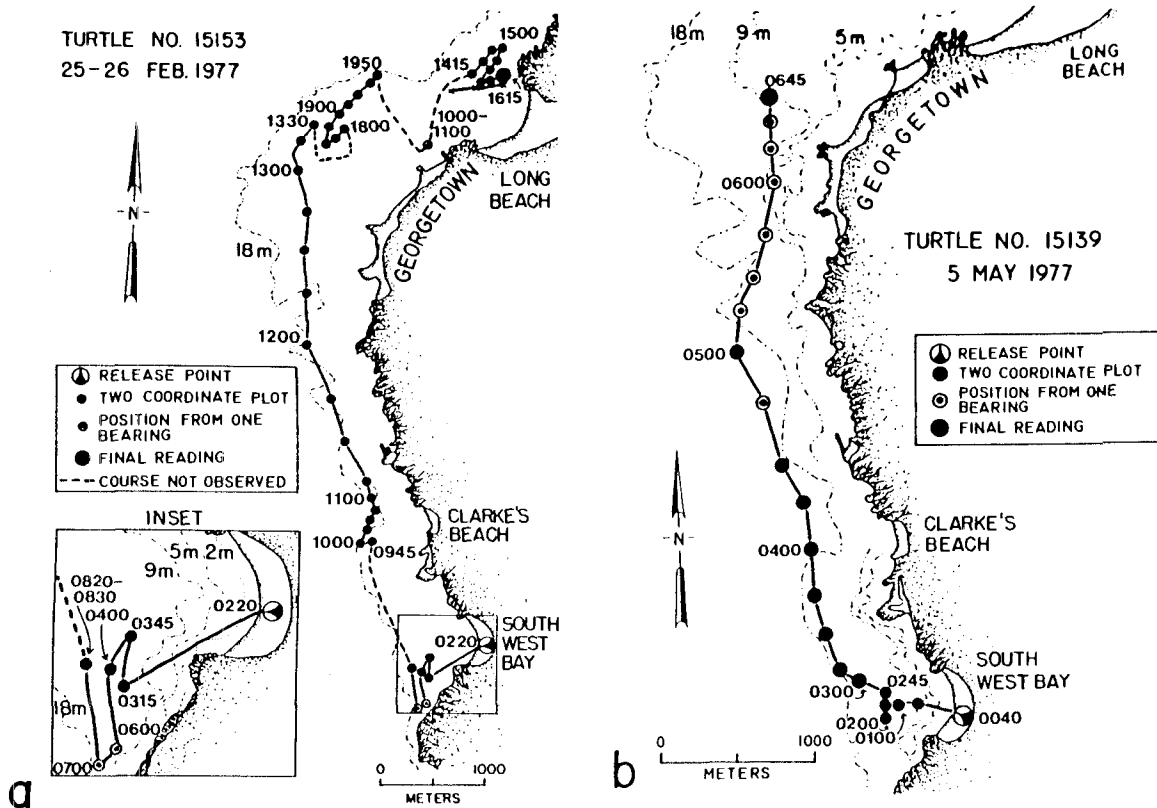 TURTLE NO. 15153
25-26 FEB. 1977
1500
1415
1950
1615
1900
1330
1800
1000-
1100
1300
LONG
BEACH
N
GEORGETOWN
18m
1200
RELEASE POINT
TWO COORDINATE PLOT
POSITION FROM ONE
BEARING
FINAL READING
COURSE NOT OBSERVED
1100
CLARKE'S
BEACH
1000
0945
INSET
5m 2m
9m
0820-
0830
0400
0345
0220
0315
18m
0600
0700
0220
SOUTH
WEST
BAY
0 1000
METERS
a
18m
9m
5m
LONG
BEACH
0645
GEORGETOWN
0600
TURTLE NO. 15139
5 MAY 1977
0500
RELEASE POINT
TWO COORDINATE PLOT
POSITION FROM ONE
BEARING
FINAL READING
N
CLARKE'S
BEACH
0400
SOUTH
WEST BAY
0300
0245
0200
0100
0040
0 1000
METERS
b